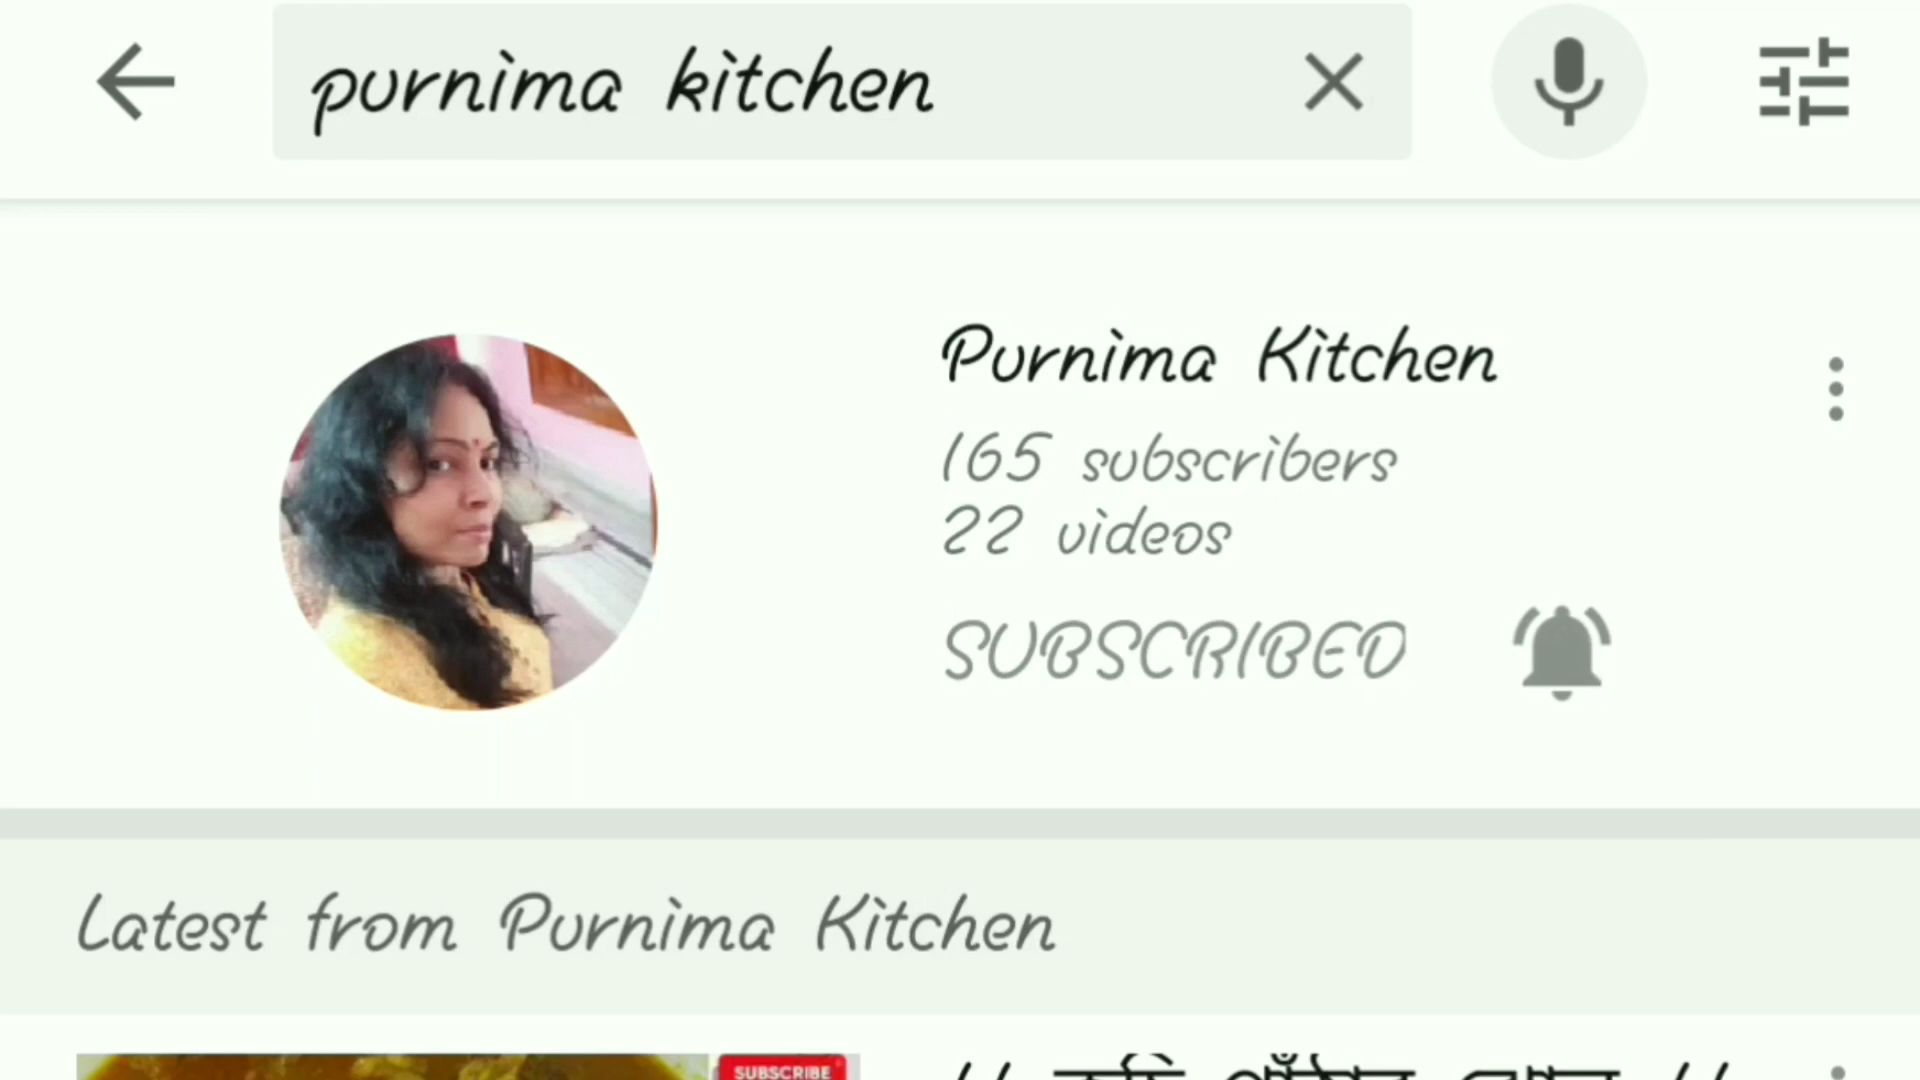 purnima kitchen
Purnima Kitchen
165 subscribers
22 videos
SUBSCRIBED
Latest from Purnima Kitchen
SUBSCRIBE